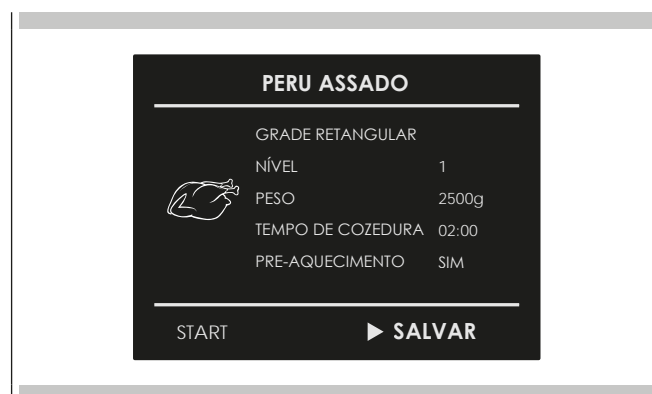 PERU ASSADO
GRADE RETANGULAR
NÍVEL 1
PESO 2500g
TEMPO DE COZEDURA 02:00
PRE-AQUECIMENTO SIM
START ▶ SALVAR